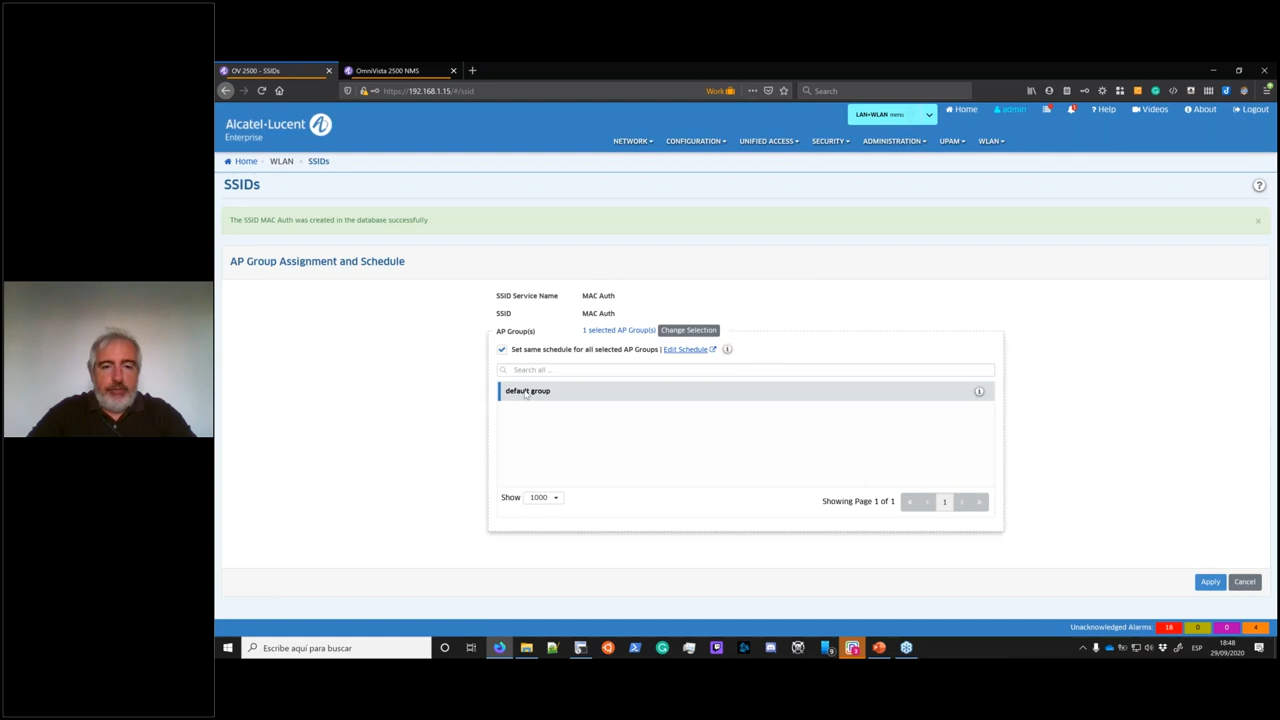 OV 2500 - SSIDs
OmniVista 2500 NMS
https://192.168.1.15/#/ssid
Work
Search
Alcatel·Lucent
Enterprise
LAN+WLAN menu
Home
admin
Help
Videos
About
Logout
NETWORK
CONFIGURATION
UNIFIED ACCESS
SECURITY
ADMINISTRATION
UPAM
WLAN
Home > WLAN > SSIDs
SSIDs
The SSID MAC Auth was created in the database successfully
AP Group Assignment and Schedule
SSID Service Name MAC Auth
SSID MAC Auth
AP Group(s) 1 selected AP Group(s) Change Selection
Set same schedule for all selected AP Groups | Edit Schedule
Search all ...
default group
Show 1000
Showing Page 1 of 1
1
Apply
Cancel
Unacknowledged Alarms: 18 0 0 4
Escribe aquí para buscar
ESP
18:48
29/09/2020